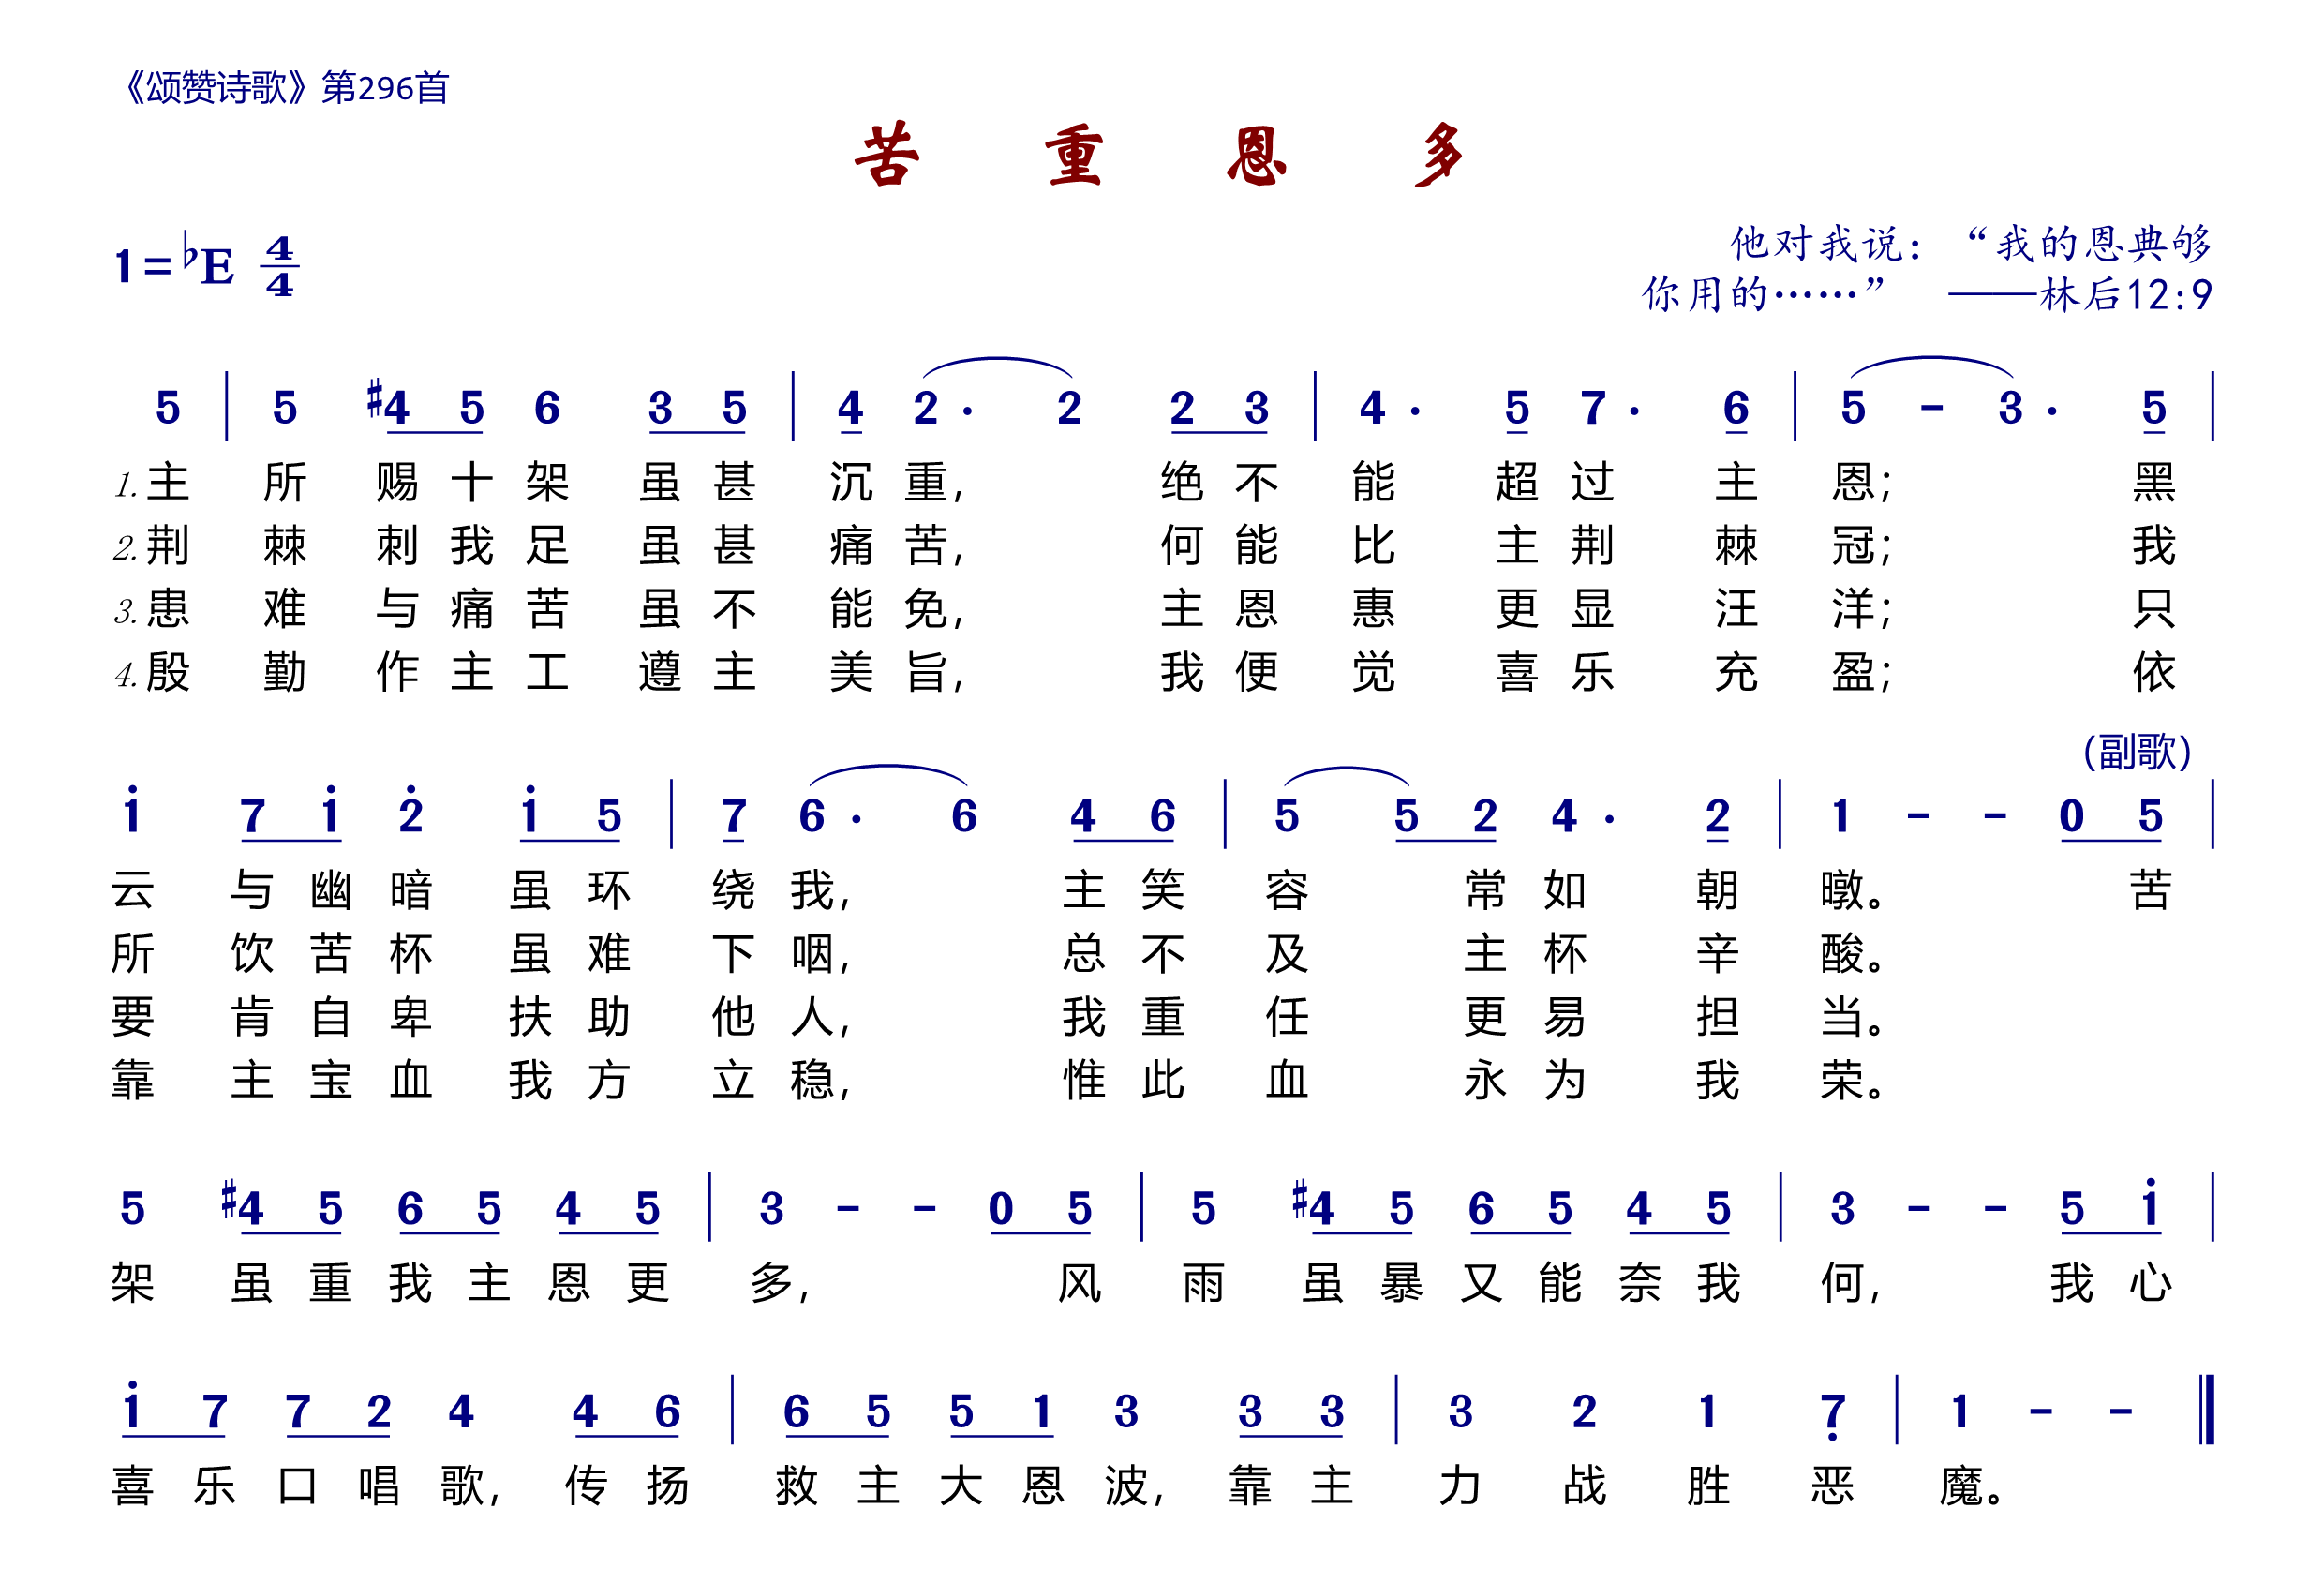 《颂赞诗歌》第296首
苦 重 恩 多
1=♭E 4/4
他对我说：“我的恩典够
你用的……” ——林后12:9
5 | 5 #4 5 6 3 5 | 4 2 · 2 2 3 | 4 · 5 7 · 6 | 5 - 3 · 5 |
1.主 所 赐 十 架 虽 甚 沉 重, 绝 不 能 超 过 主 恩; 黑
2.荆 棘 刺 我 足 虽 甚 痛 苦, 何 能 比 主 荆 棘 冠; 我
3.患 难 与 痛 苦 虽 不 能 免, 主 恩 惠 更 显 汪 洋; 只
4.殷 勤 作 主 工 遵 主 美 旨, 我 便 觉 喜 乐 充 盈; 依
(副歌)
i 7 i 2̇ i 5 | 7 6 · 6 4 6 | 5 5 2 4 · 2 | 1 - - 0 5 |
云 与 幽 暗 虽 环 绕 我, 主 笑 容 常 如 朝 暾。 苦
所 饮 苦 杯 虽 难 下 咽, 总 不 及 主 杯 辛 酸。
要 肯 自 卑 扶 助 他 人, 我 重 任 更 易 担 当。
靠 主 宝 血 我 方 立 稳, 惟 此 血 永 为 我 荣。
5 #4 5 6 5 4 5 | 3 - - 0 5 | 5 #4 5 6 5 4 5 | 3 - - 5 i |
架 虽 重 我 主 恩 更 多, 风 雨 虽 暴 又 能 奈 我 何, 我 心
i 7 7 2 4 4 6 | 6 5 5 1 3 3 3 | 3 2 1 7̣ | 1 - - ‖
喜 乐 口 唱 歌, 传 扬 救 主 大 恩 波, 靠 主 力 战 胜 恶 魔。